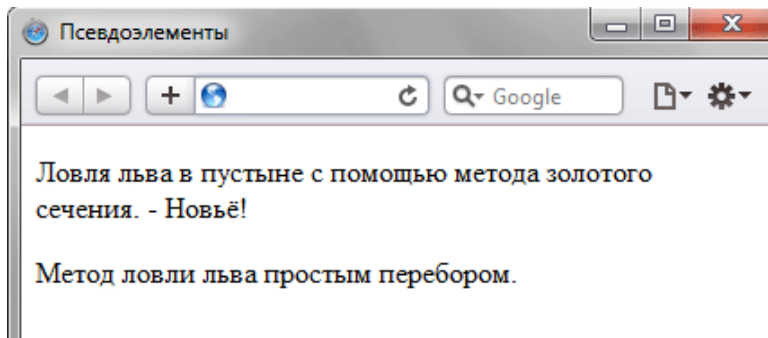 Псевдоэлементы
Google
Ловля льва в пустыне с помощью метода золотого
сечения. - Новьё!
Метод ловли льва простым перебором.